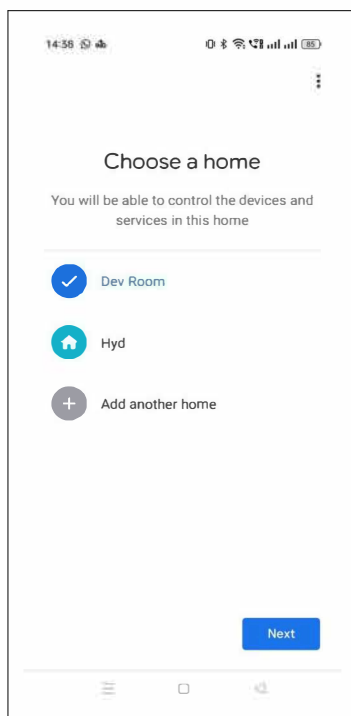 14:38
85
Choose a home
You will be able to control the devices and
services in this home
Dev Room
Hyd
Add another home
Next